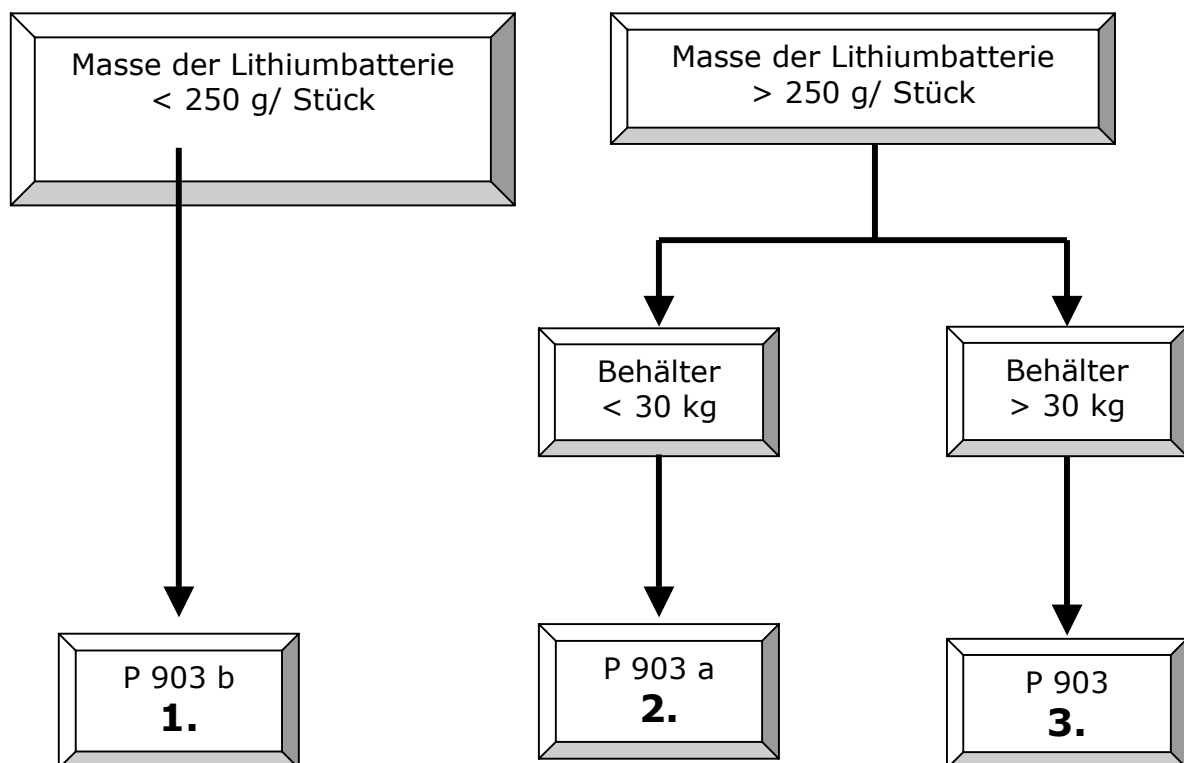 Masse der Lithiumbatterie
< 250 g/ Stück
Masse der Lithiumbatterie
> 250 g/ Stück
Behälter
< 30 kg
Behälter
> 30 kg
P 903 b
1.
P 903 a
2.
P 903
3.